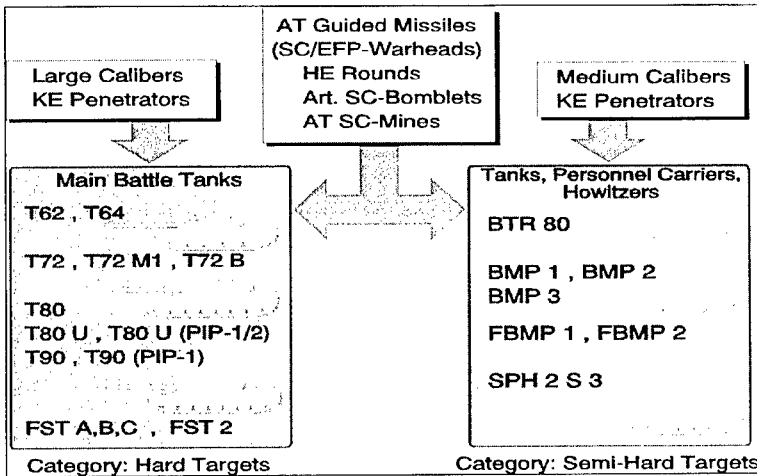 AT Guided Missiles
(SC/EFP-Warheads)
HE Rounds
Art. SC-Bomblets
AT SC-Mines
Large Calibers
KE Penetrators
Medium Calibers
KE Penetrators
Main Battle Tanks
T62 , T64
T72 , T72 M1 , T72 B
T80
T80 U , T80 U (PIP-1/2)
T90 , T90 (PIP-1)
FST A,B,C , FST 2
Category: Hard Targets
Tanks, Personnel Carriers,
Howitzers
BTR 80
BMP 1 , BMP 2
BMP 3
FBMP 1 , FBMP 2
SPH 2 S 3
Category: Semi-Hard Targets